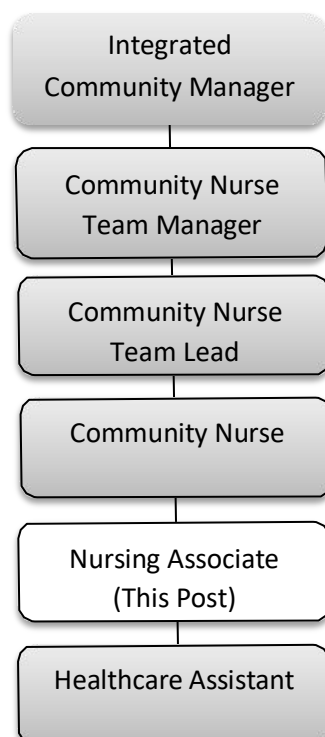 Integrated
Community Manager
Community Nurse
Team Manager
Community Nurse
Team Lead
Community Nurse
Nursing Associate
(This Post)
Healthcare Assistant